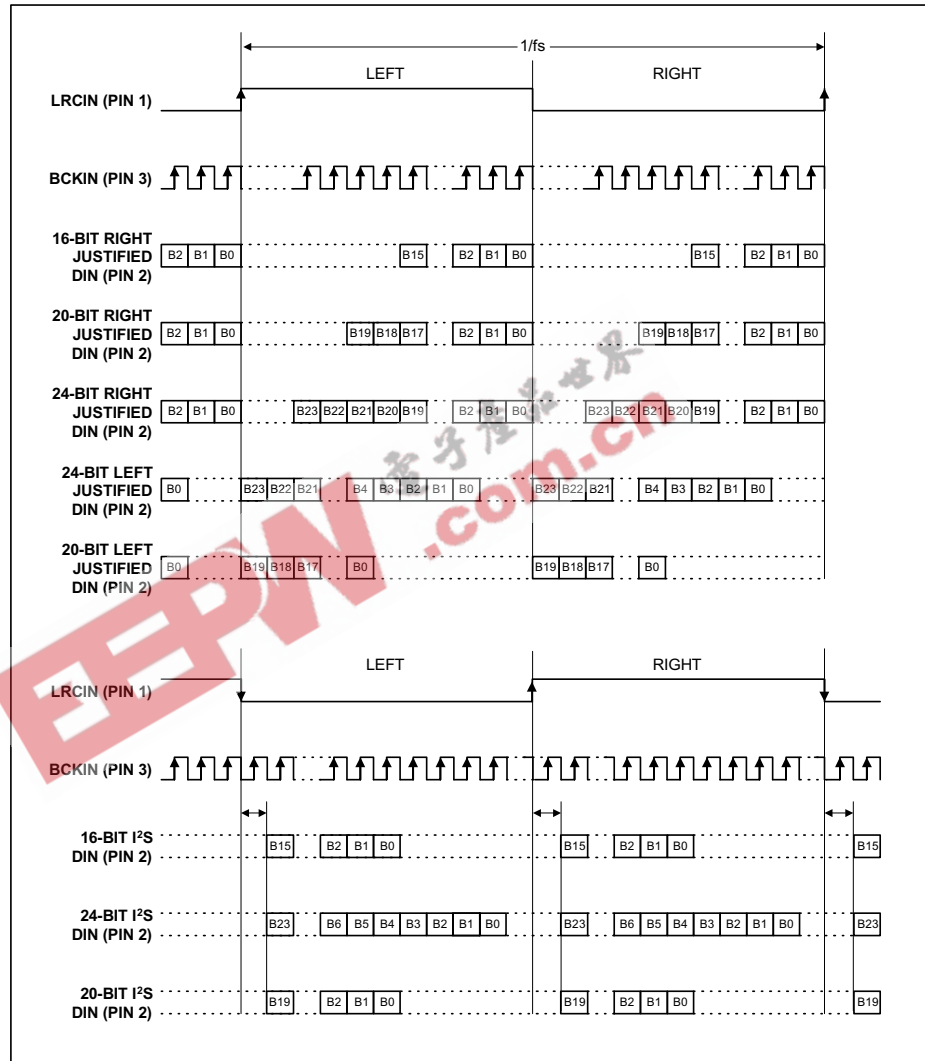 1/fs
LEFT RIGHT
LRCIN (PIN 1)
BCKIN (PIN 3)
16-BIT RIGHT
JUSTIFIED
DIN (PIN 2)
B2 B1 B0 B15 B2 B1 B0 B15 B2 B1 B0
20-BIT RIGHT
JUSTIFIED
DIN (PIN 2)
B2 B1 B0 B19 B18 B17 B2 B1 B0 B19 B18 B17 B2 B1 B0
24-BIT RIGHT
JUSTIFIED
DIN (PIN 2)
B2 B1 B0 B23 B22 B21 B20 B19 B2 B1 B0 B23 B22 B21 B20 B19 B2 B1 B0
24-BIT LEFT
JUSTIFIED
DIN (PIN 2)
B0 B23 B22 B21 B4 B3 B2 B1 B0 B23 B22 B21 B4 B3 B2 B1 B0
20-BIT LEFT
JUSTIFIED
DIN (PIN 2)
B0 B19 B18 B17 B0 B19 B18 B17 B0
EEPW .com.cn
電子產品世界
LEFT RIGHT
LRCIN (PIN 1)
BCKIN (PIN 3)
16-BIT I²S
DIN (PIN 2)
B15 B2 B1 B0 B15 B2 B1 B0 B15
24-BIT I²S
DIN (PIN 2)
B23 B6 B5 B4 B3 B2 B1 B0 B23 B6 B5 B4 B3 B2 B1 B0 B23
20-BIT I²S
DIN (PIN 2)
B19 B2 B1 B0 B19 B2 B1 B0 B19